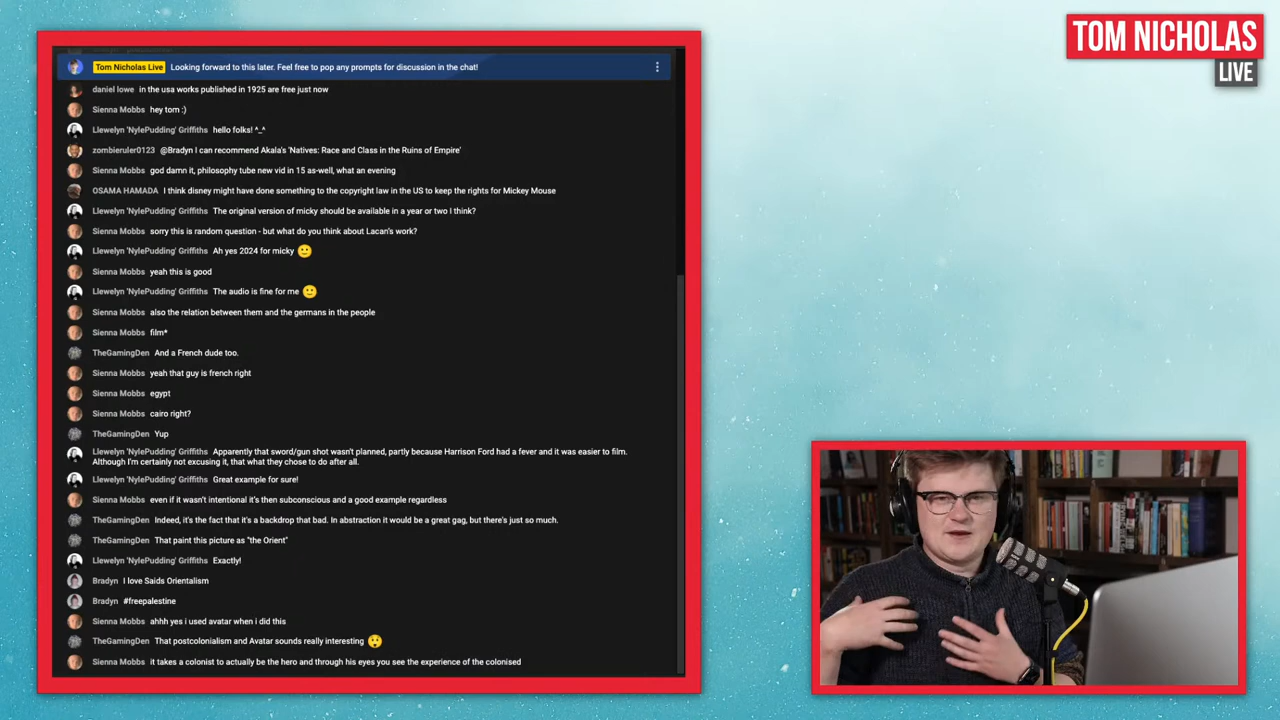 TOM NICHOLAS
LIVE
Tom Nicholas Live Looking forward to this later. Feel free to pop any prompts for discussion in the chat!
daniel lowe in the usa works published in 1925 are free just now
Sienna Mobbs hey tom :)
Llewelyn 'NylePudding' Griffiths hello folks! ^_^
zombieruler0123 @Bradyn I can recommend Akala's 'Natives: Race and Class in the Ruins of Empire'
Sienna Mobbs god damn it, philosophy tube new vid in 15 as-well, what an evening
OSAMA HAMADA I think disney might have done something to the copyright law in the US to keep the rights for Mickey Mouse
Llewelyn 'NylePudding' Griffiths The original version of micky should be available in a year or two I think?
Sienna Mobbs sorry this is random question - but what do you think about Lacan's work?
Llewelyn 'NylePudding' Griffiths Ah yes 2024 for micky 🙂
Sienna Mobbs yeah this is good
Llewelyn 'NylePudding' Griffiths The audio is fine for me 🙂
Sienna Mobbs also the relation between them and the germans in the people
Sienna Mobbs film*
TheGamingDen And a French dude too.
Sienna Mobbs yeah that guy is french right
Sienna Mobbs egypt
Sienna Mobbs cairo right?
TheGamingDen Yup
Llewelyn 'NylePudding' Griffiths Apparently that sword/gun shot wasn't planned, partly because Harrison Ford had a fever and it was easier to film.
Although I'm certainly not excusing it, that what they chose to do after all.
Llewelyn 'NylePudding' Griffiths Great example for sure!
Sienna Mobbs even if it wasn't intentional it's then subconscious and a good example regardless
TheGamingDen Indeed, it's the fact that it's a backdrop that bad. In abstraction it would be a great gag, but there's just so much.
TheGamingDen That paint this picture as "the Orient"
Llewelyn 'NylePudding' Griffiths Exactly!
Bradyn I love Saids Orientalism
Bradyn #freepalestine
Sienna Mobbs ahhh yes i used avatar when i did this
TheGamingDen That postcolonialism and Avatar sounds really interesting 😲
Sienna Mobbs it takes a colonist to actually be the hero and through his eyes you see the experience of the colonised